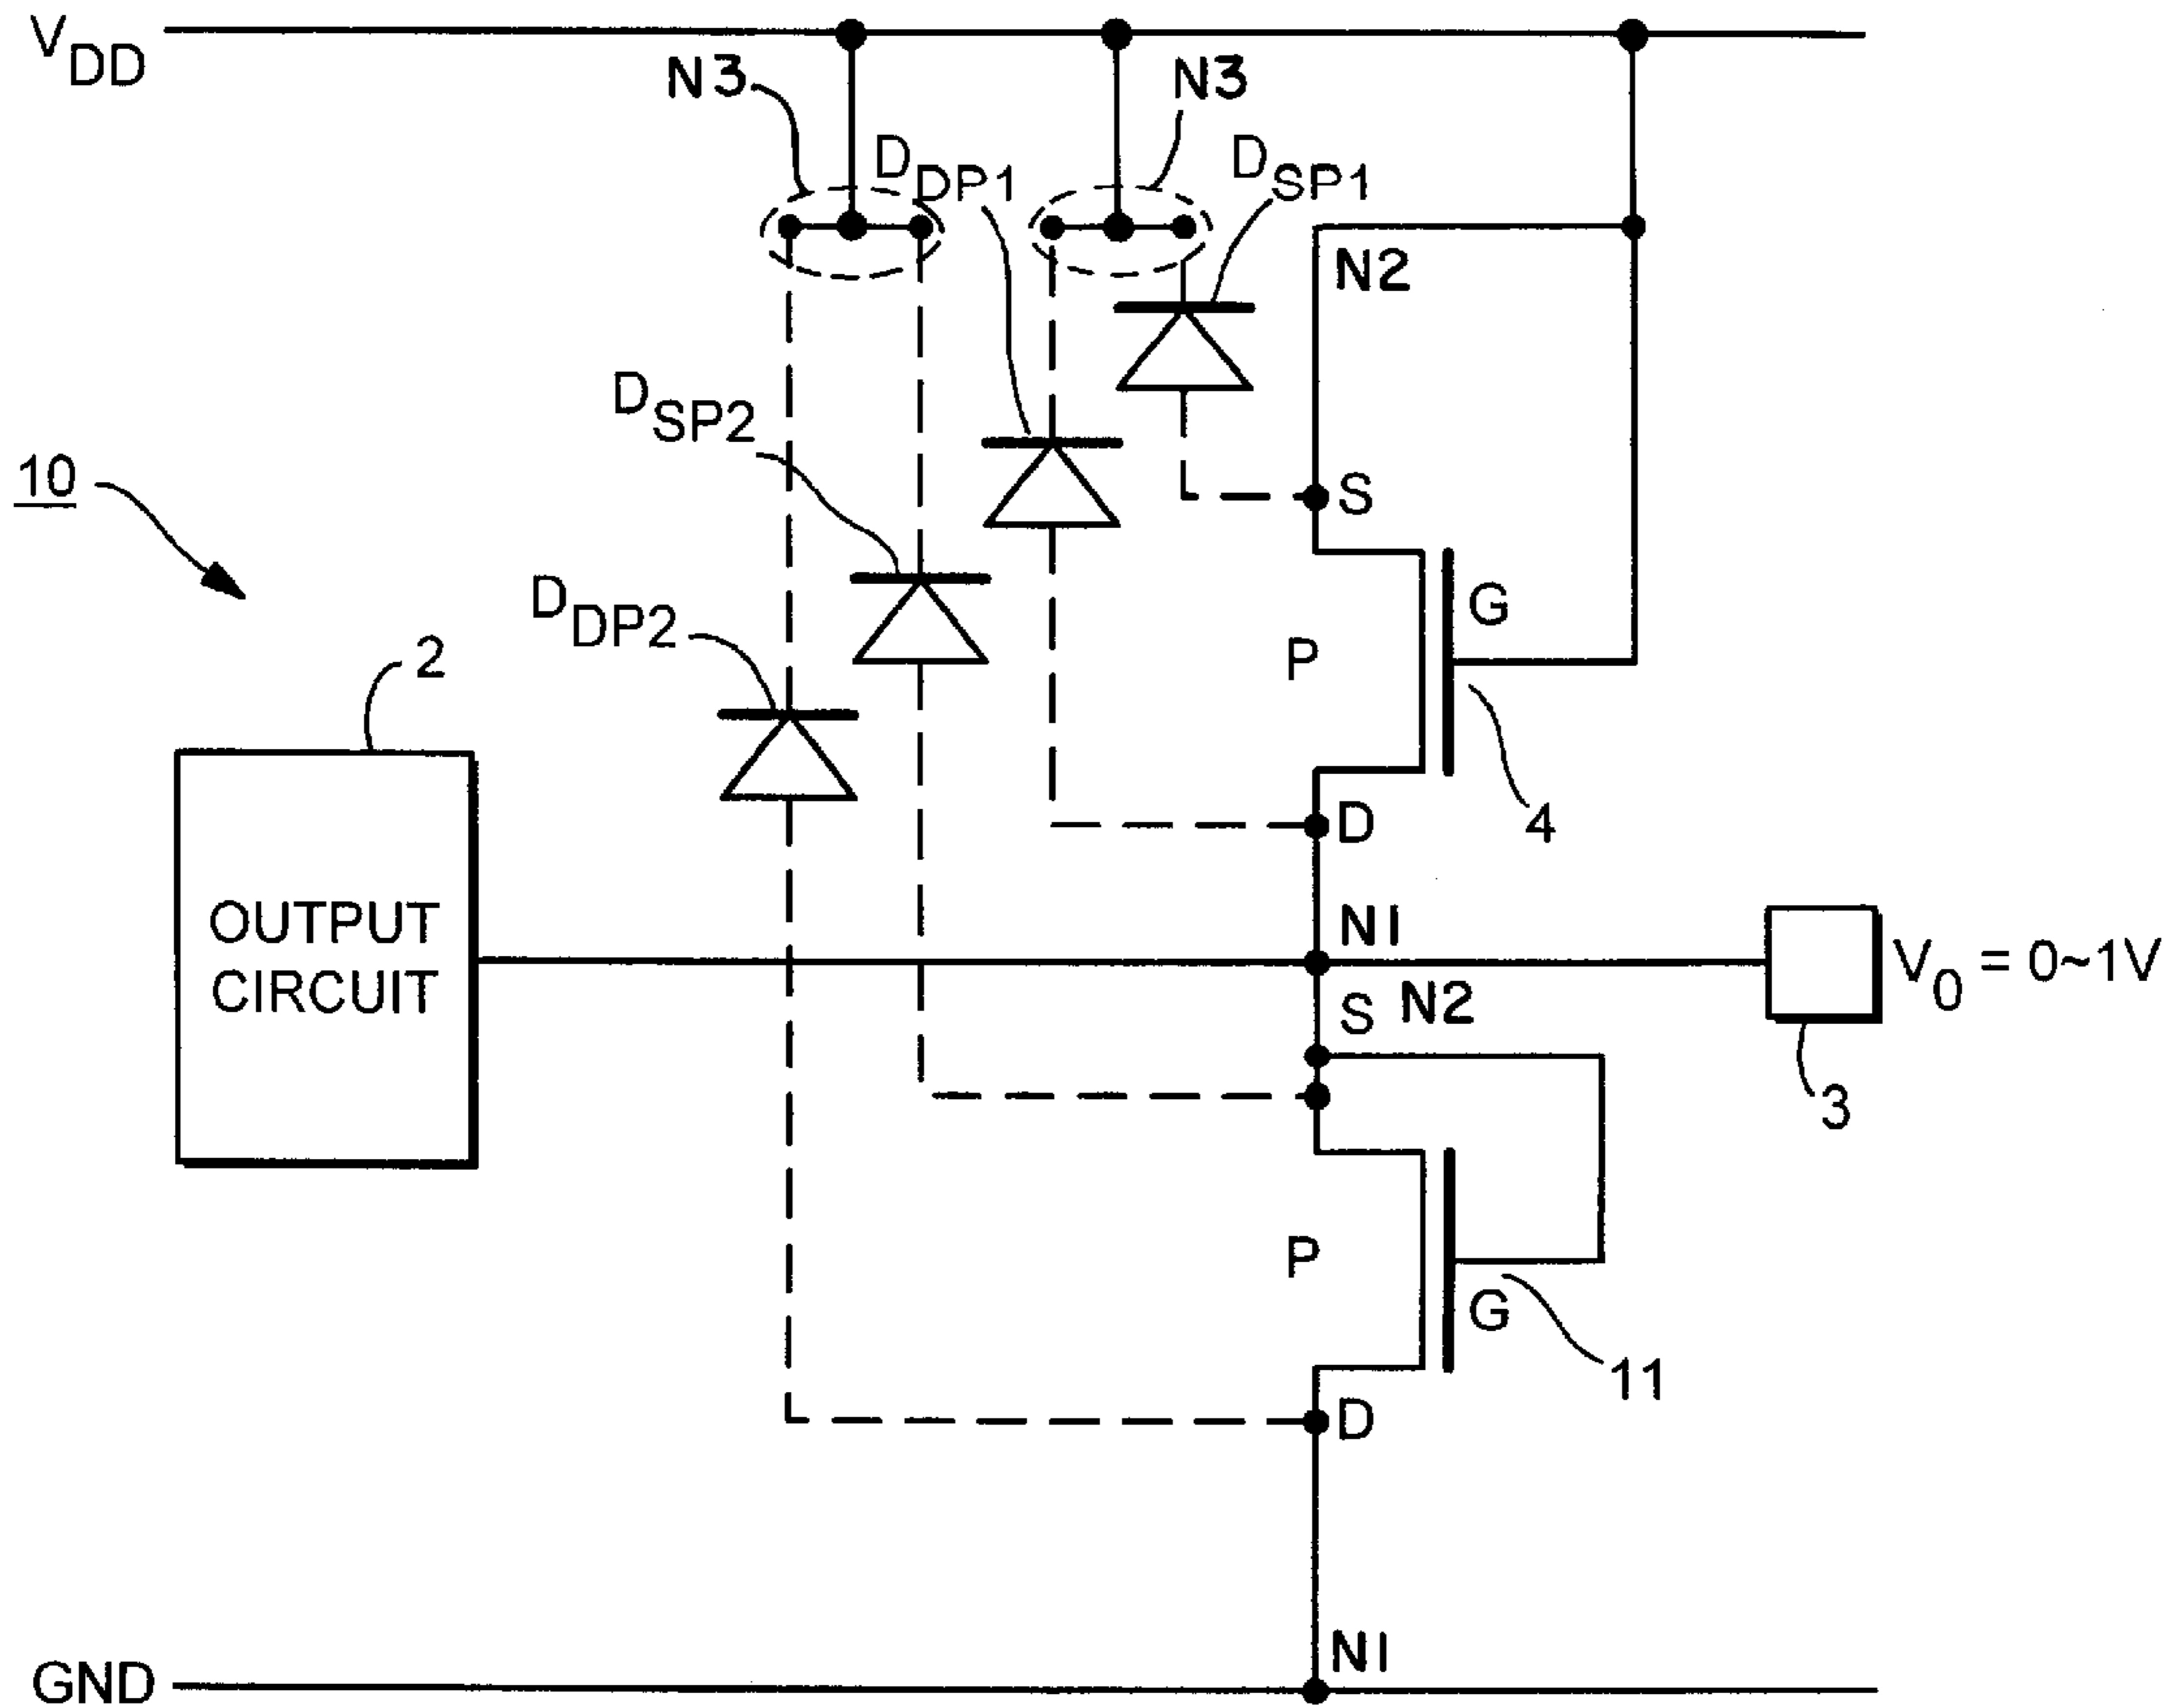 VDD
N3
N3
DDP1
DSP1
N2
DSP2
10
S
DDP2
G
2
P
4
D
OUTPUT
CIRCUIT
N1
V0 = 0~1V
S
N2
3
P
G
11
D
N1
GND